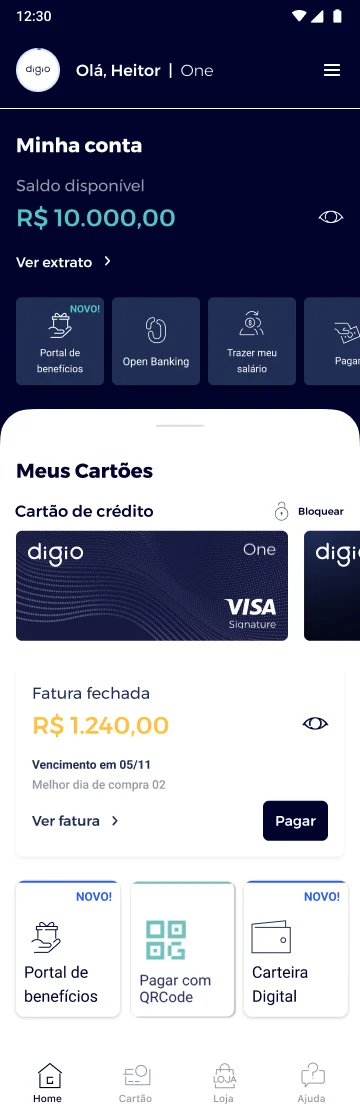 12:30
digio
Olá, Heitor | One
Minha conta
Saldo disponível
R$ 10.000,00
Ver extrato
NOVO!
Portal de
benefícios
Open Banking
Trazer meu
salário
Pagar
Meus Cartões
Cartão de crédito
Bloquear
digio
One
VISA
Signature
digi
Fatura fechada
R$ 1.240,00
Vencimento em 05/11
Melhor dia de compra 02
Ver fatura
Pagar
NOVO!
Portal de
benefícios
Pagar com
QRCode
NOVO!
Carteira
Digital
Home
Cartão
LOJA
Loja
Ajuda